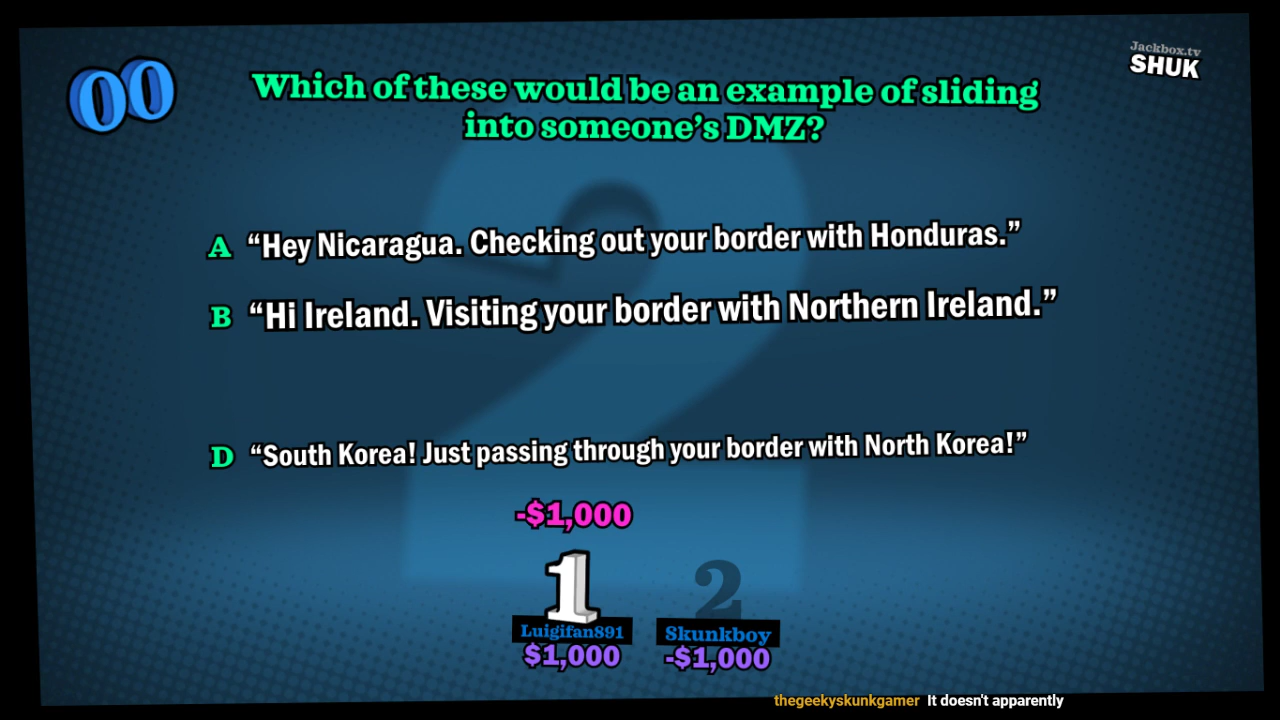 00
Jackbox.tv
SHUK
Which of these would be an example of sliding
into someone's DMZ?
A "Hey Nicaragua. Checking out your border with Honduras."
B "Hi Ireland. Visiting your border with Northern Ireland."
D "South Korea! Just passing through your border with North Korea!"
-$1,000
1 2
Luigifan891 Skunkboy
$1,000 -$1,000
thegeekyskunkgamer It doesn't apparently